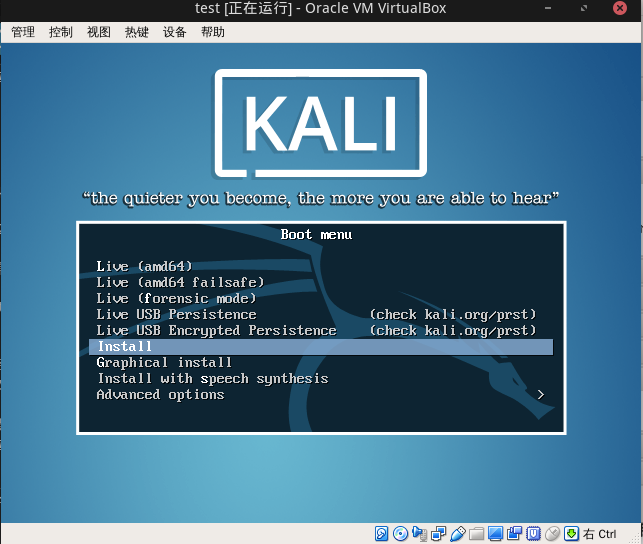 test [正在运行] - Oracle VM VirtualBox
管理 控制 视图 热键 设备 帮助
KALI
“the quieter you become, the more you are able to hear”
Boot menu
Live (amd64)
Live (amd64 failsafe)
Live (forensic mode)
Live USB Persistence (check kali.org/prst)
Live USB Encrypted Persistence (check kali.org/prst)
Install
Graphical install
Install with speech synthesis
Advanced options >
右 Ctrl